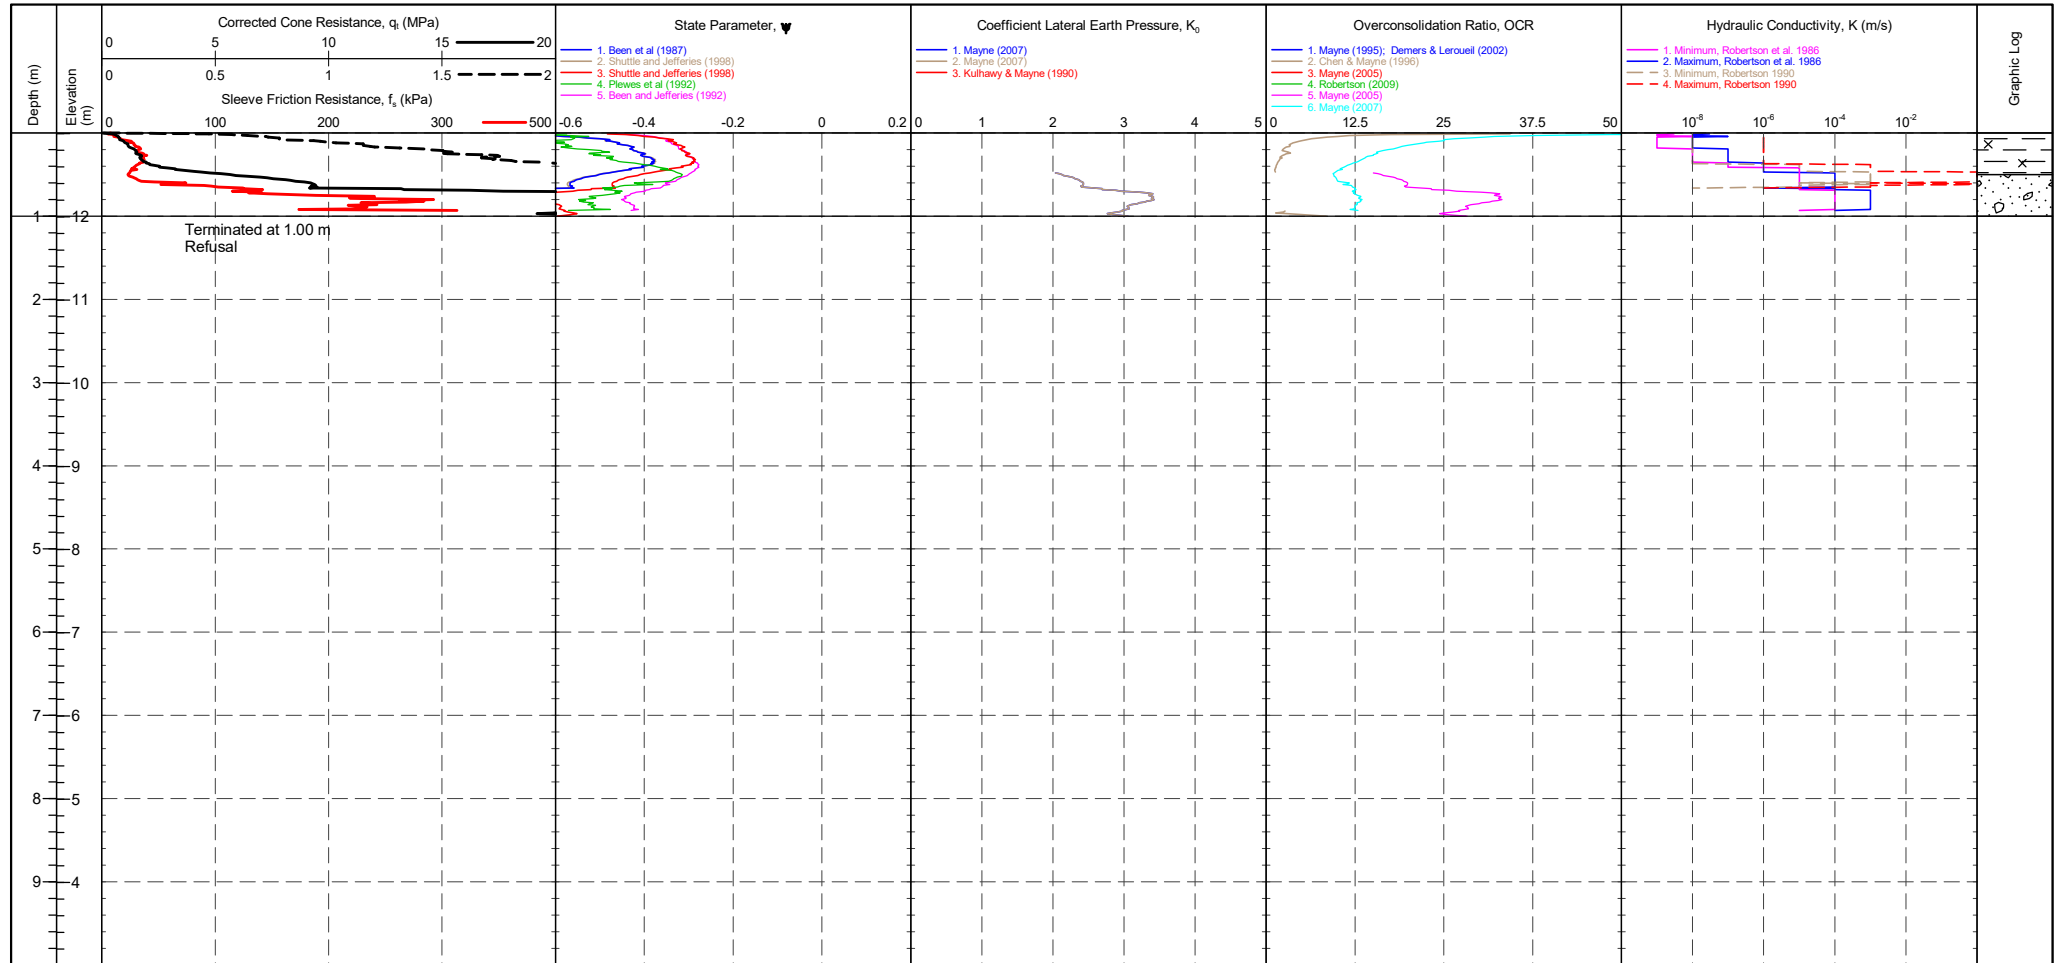 Depth (m)
Elevation (m)
Corrected Cone Resistance, qt (MPa)
0 5 10 15 20
0 0.5 1 1.5 2
Sleeve Friction Resistance, fs (kPa)
100 200 300 500
State Parameter, ψ
1. Been et al (1987)
2. Shuttle and Jefferies (1998)
3. Shuttle and Jefferies (1998)
4. Plewes et al (1992)
5. Been and Jefferies (1992)
-0.6 -0.4 -0.2 0 0.2
Coefficient Lateral Earth Pressure, K0
1. Mayne (2007)
2. Mayne (2007)
3. Kulhawy & Mayne (1990)
0 1 2 3 4 5
Overconsolidation Ratio, OCR
1. Mayne (1995); Demers & Leroueil (2002)
2. Chen & Mayne (1996)
3. Mayne (2005)
4. Robertson (2009)
5. Mayne (2005)
6. Mayne (2007)
0 12.5 25 37.5 50
Hydraulic Conductivity, K (m/s)
1. Minimum, Robertson et al. 1986
2. Maximum, Robertson et al. 1986
3. Minimum, Robertson 1990
4. Maximum, Robertson 1990
10-8 10-6 10-4 10-2
Graphic Log
1 12
Terminated at 1.00 m
Refusal
2 11
3 10
4 9
5 8
6 7
7 6
8 5
9 4